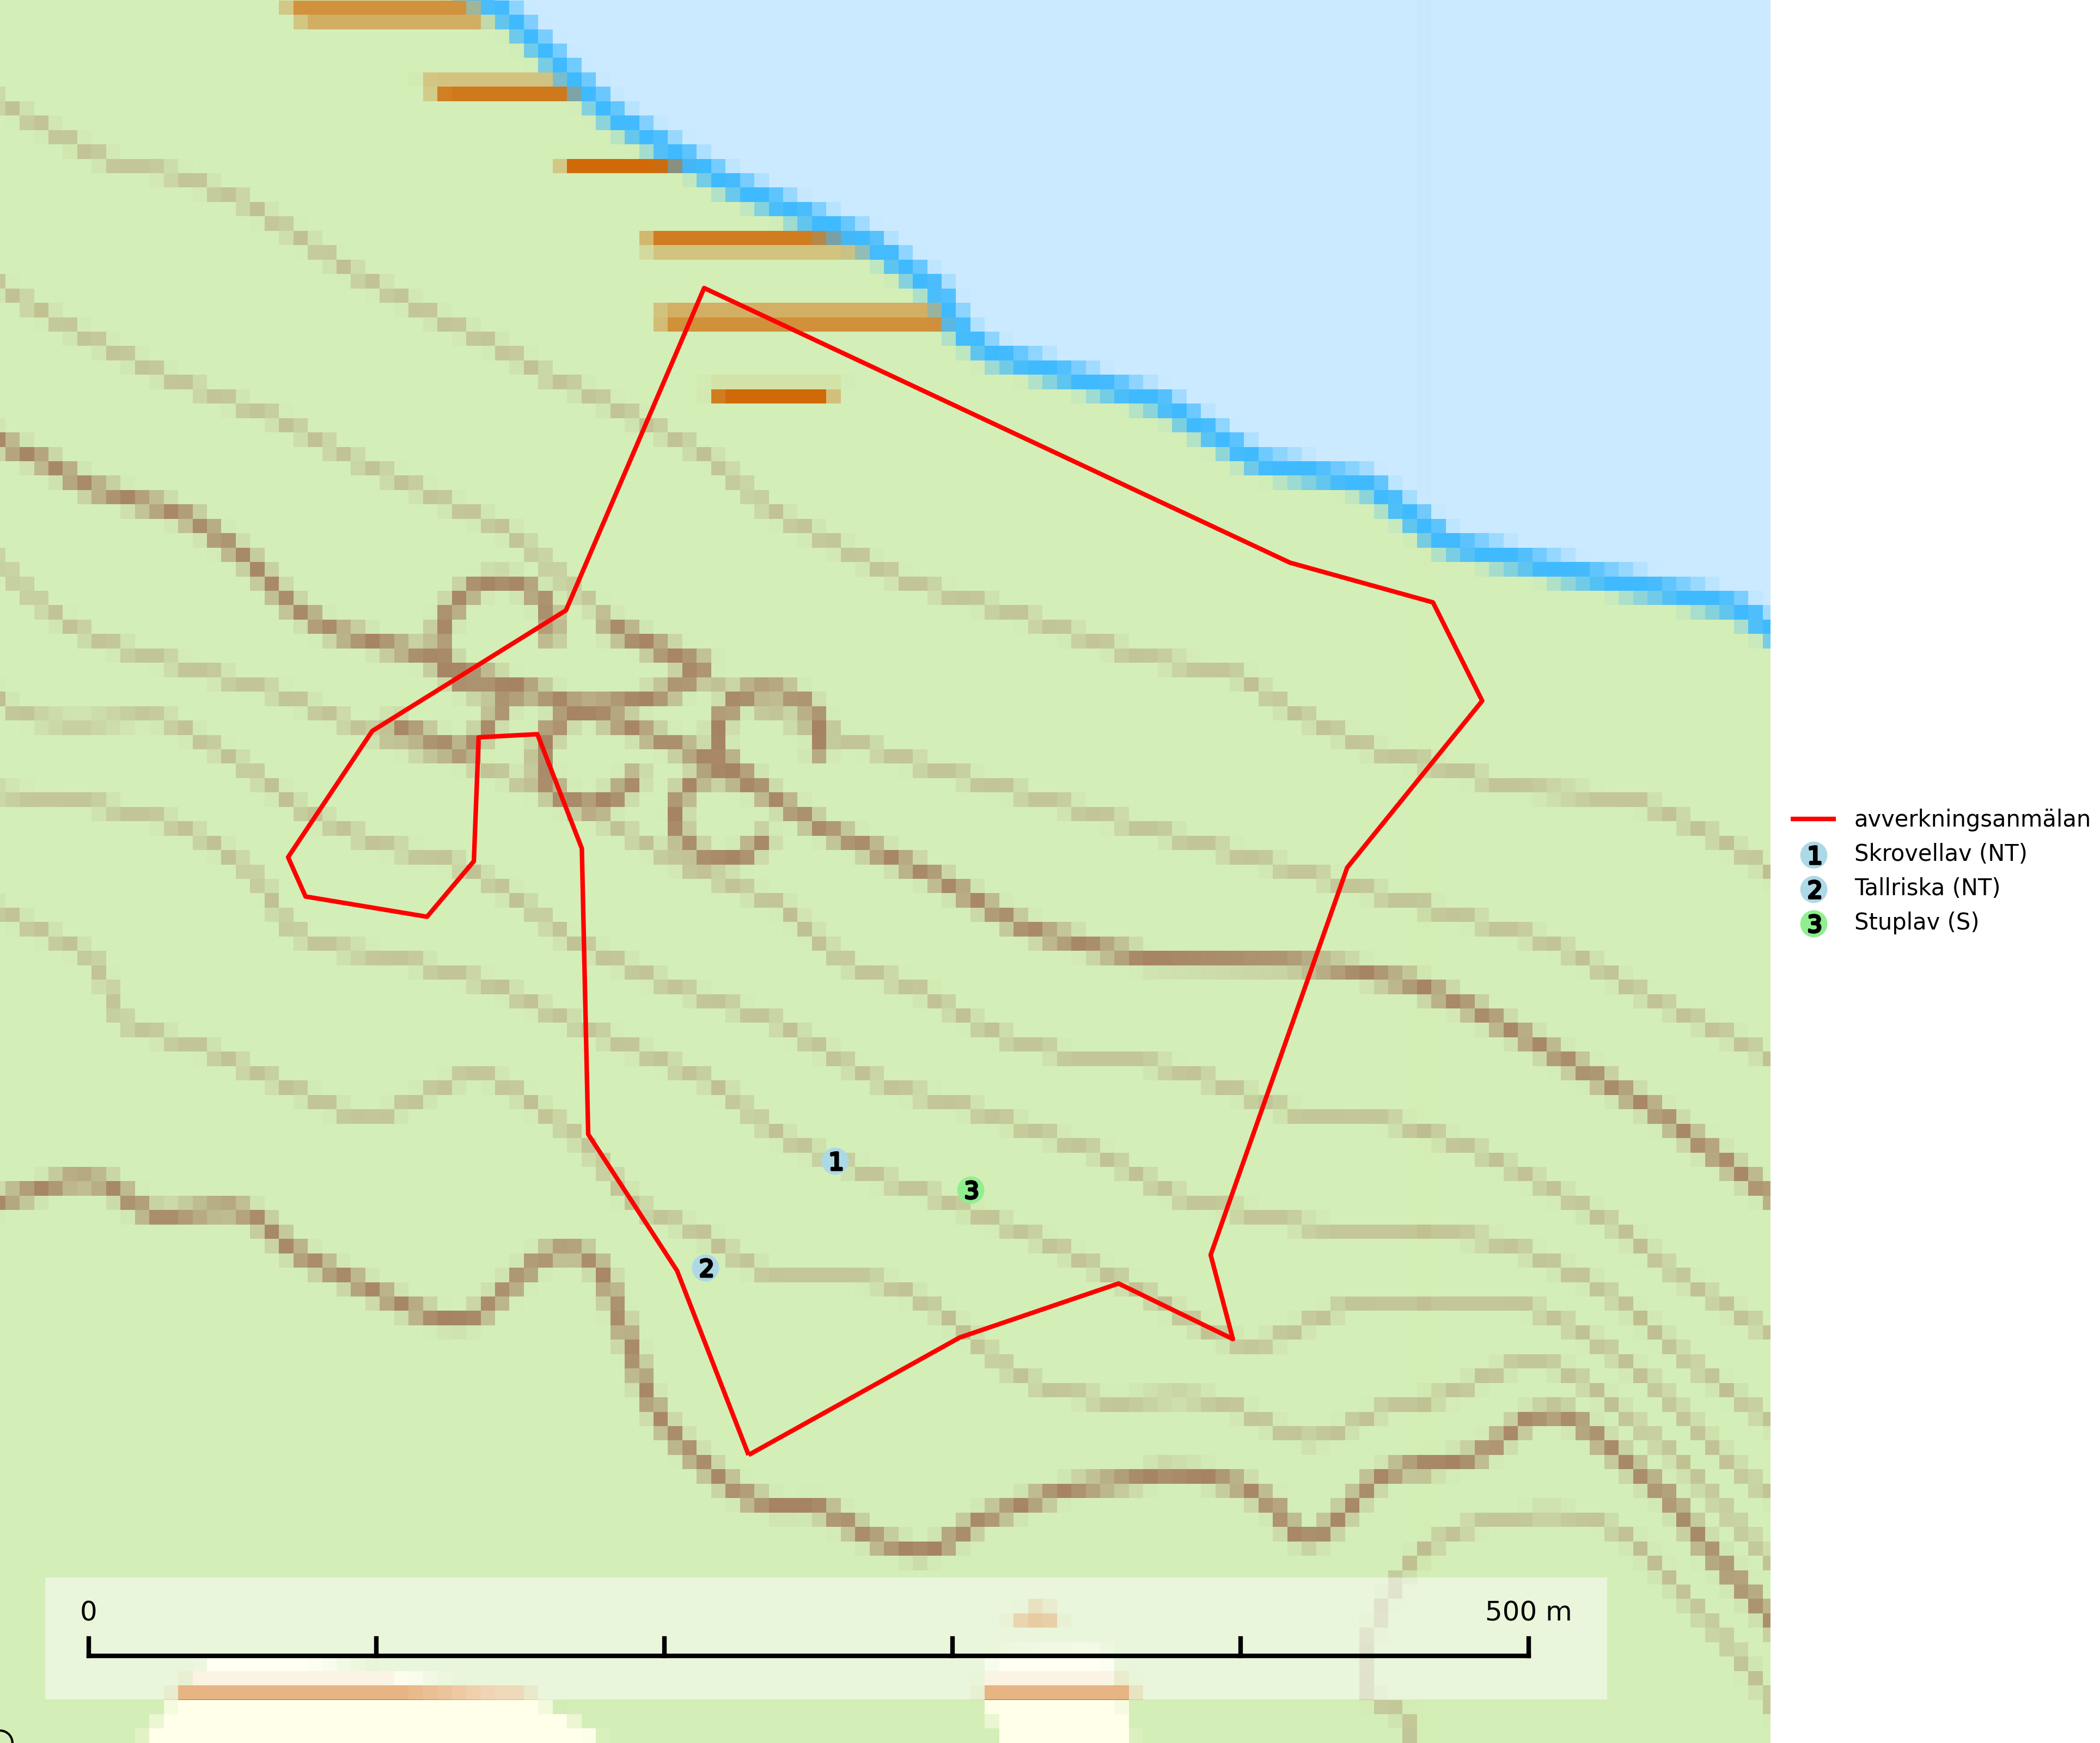 avverkningsanmälan
1 Skrovellav (NT)
2 Tallriska (NT)
3 Stuplav (S)
1
3
2
0 500 m